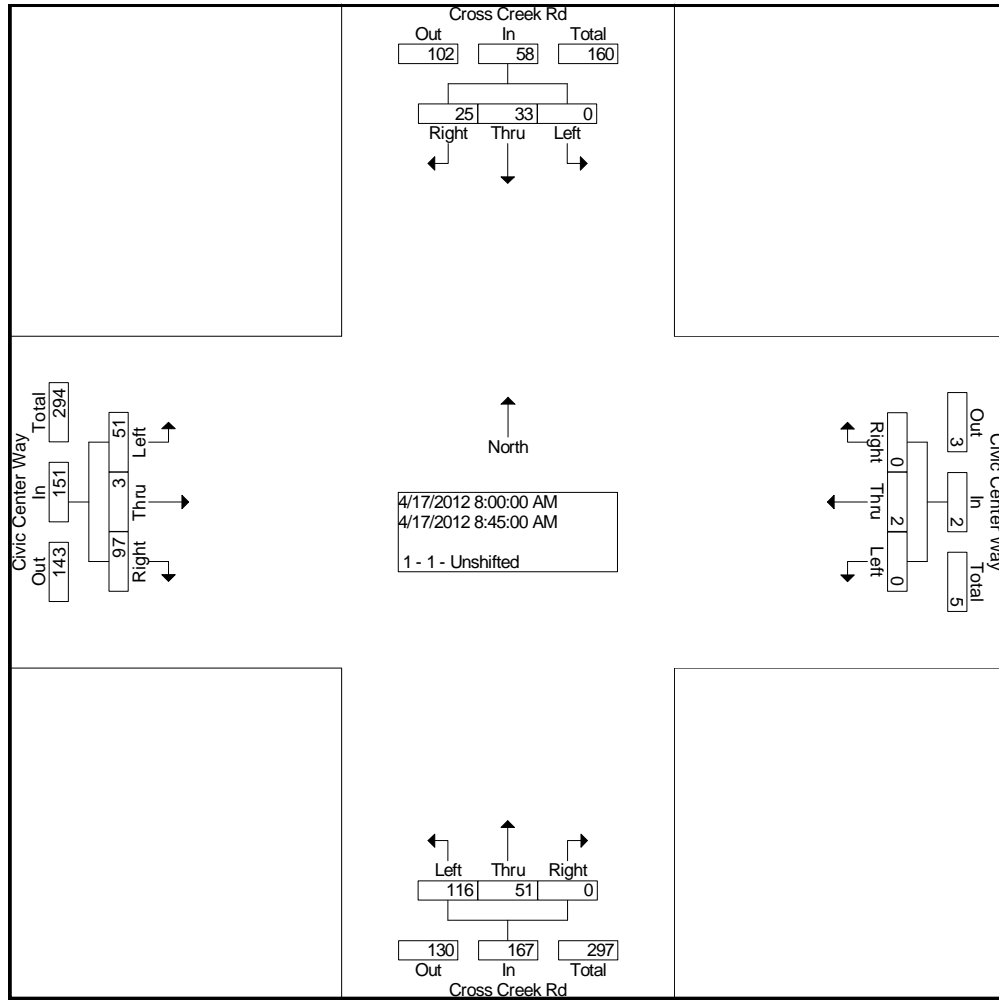 Cross Creek Rd
Out In Total
102 58 160
25 33 0
Right Thru Left
Civic Center Way
Total In Out
294 151 143
51 3 97
Left Thru Right
North
4/17/2012 8:00:00 AM
4/17/2012 8:45:00 AM
1 - 1 - Unshifted
Right Thru Left
0 2 0
3 2 5
Out In Total
Civic Center Way
Left Thru Right
116 51 0
130 167 297
Out In Total
Cross Creek Rd